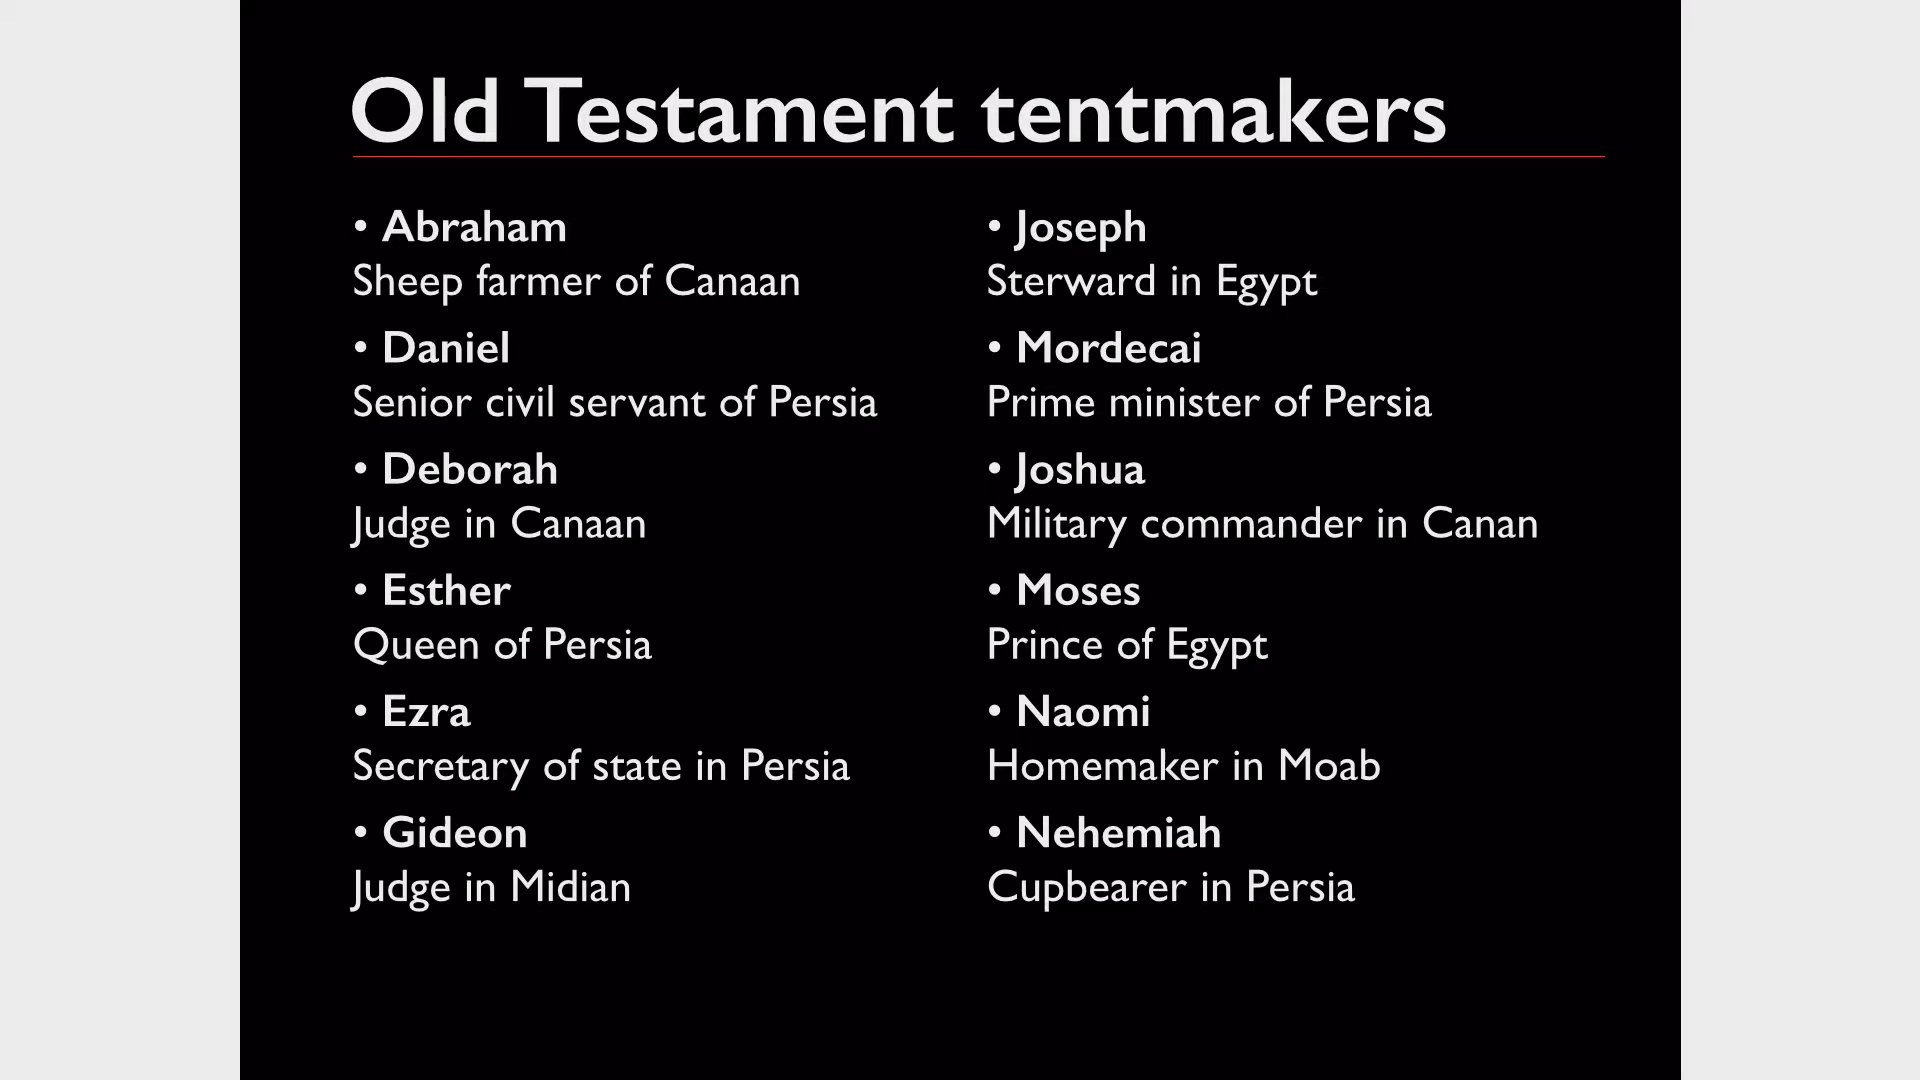 Old Testament tentmakers
• Abraham
Sheep farmer of Canaan
• Daniel
Senior civil servant of Persia
• Deborah
Judge in Canaan
• Esther
Queen of Persia
• Ezra
Secretary of state in Persia
• Gideon
Judge in Midian
• Joseph
Sterward in Egypt
• Mordecai
Prime minister of Persia
• Joshua
Military commander in Canan
• Moses
Prince of Egypt
• Naomi
Homemaker in Moab
• Nehemiah
Cupbearer in Persia